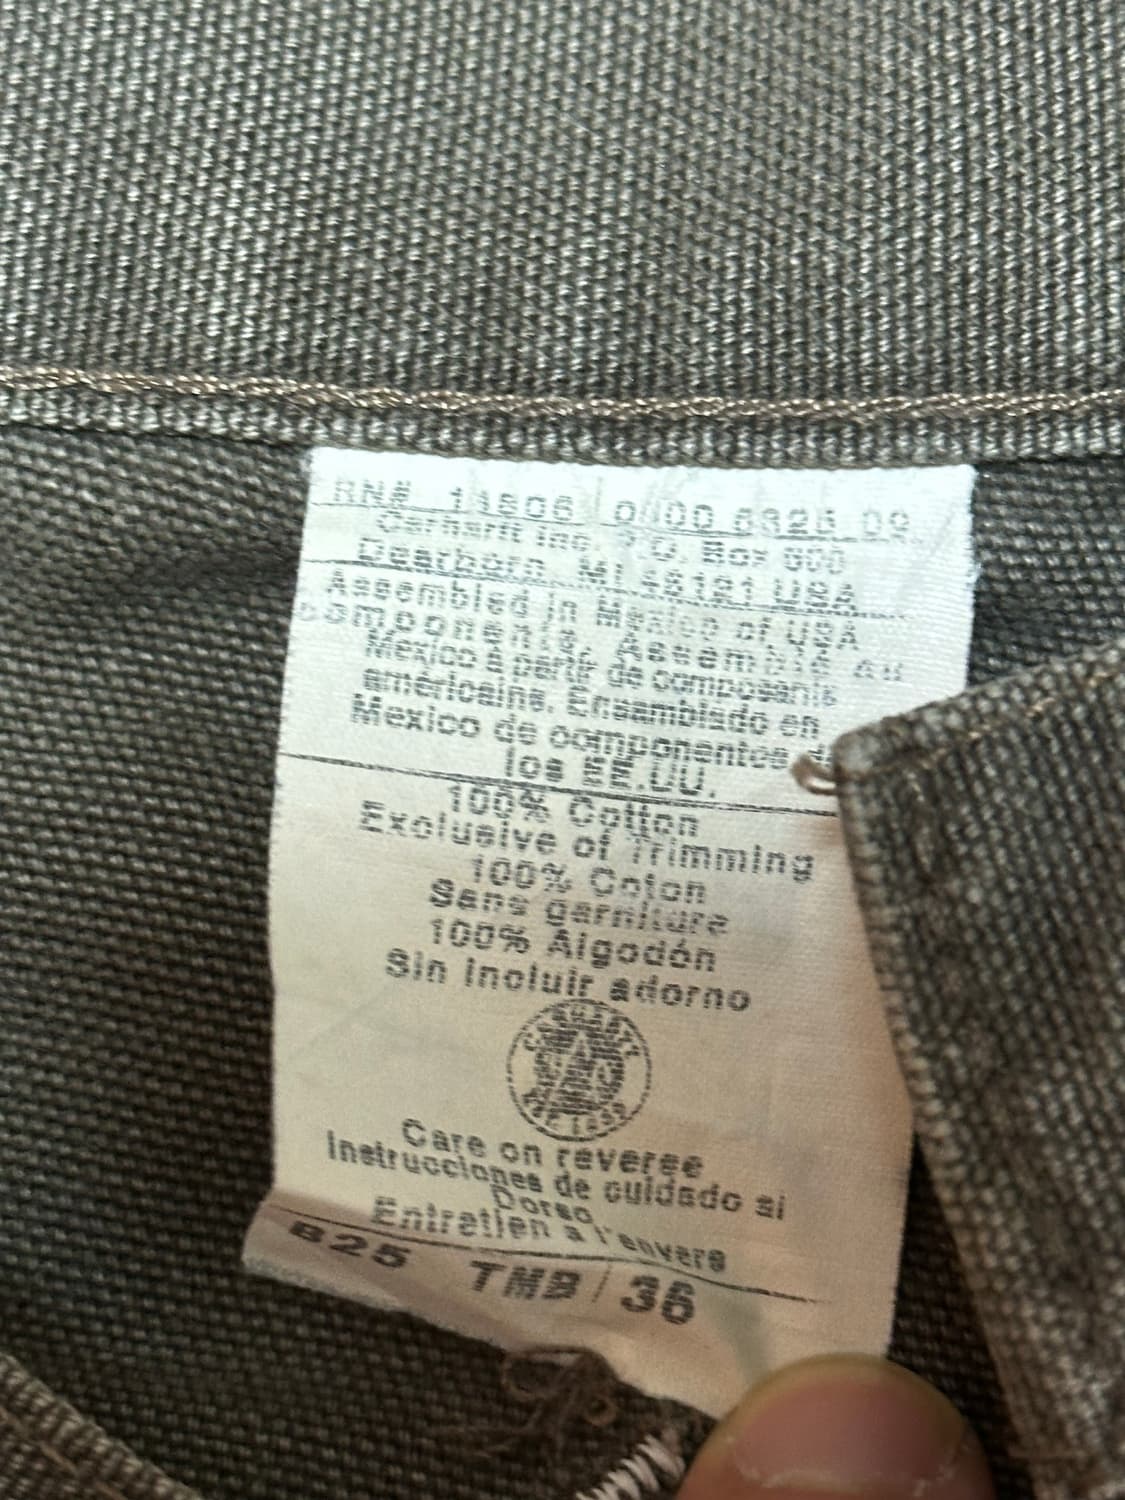 RN# 14806 0400 8325 09
Carhartt Inc. P.O. Box 600
Dearborn, MI 48121 USA
Assembled in Mexico of USA
components. Assemblé au
Mexico à partir de composants
américains. Ensamblado en
Mexico de componentes de
los EE.UU.
100% Cotton
Exclusive of Trimming
100% Coton
Sans garniture
100% Algodón
Sin incluir adorno
CARHARTT
Care on reverse
Instrucciones de cuidado al
Dorso
Entretien a l'envers
B25 TMB 36